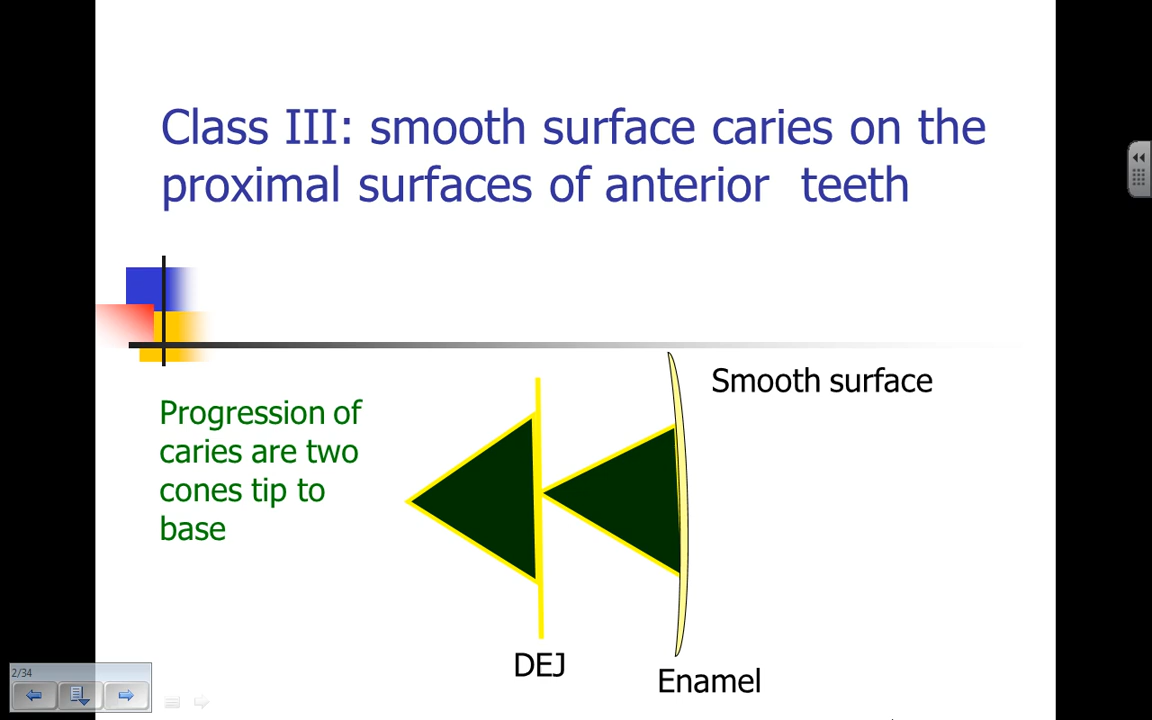 Class III: smooth surface caries on the
proximal surfaces of anterior  teeth
Smooth surface
Progression of
caries are two
cones tip to
base
DEJ
Enamel
2/34